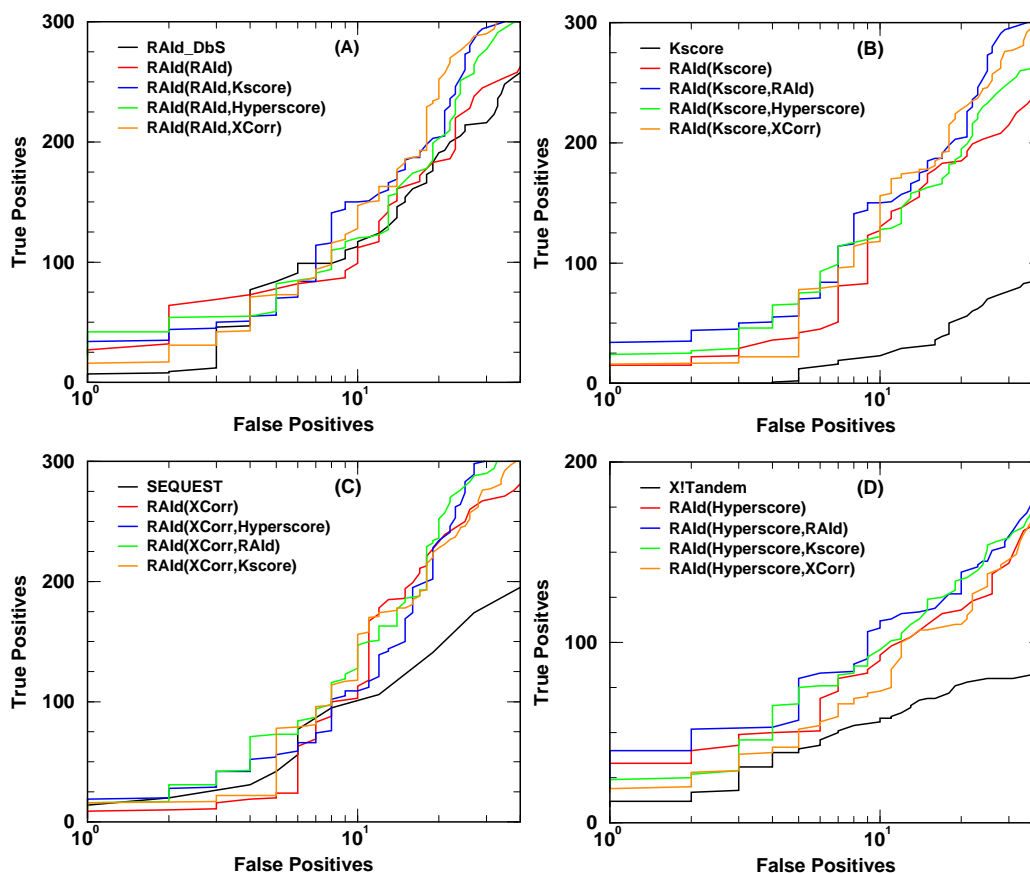 300
200
100
0
True Positives
RAId_DbS
RAId(RAId)
RAId(RAId,Kscore)
RAId(RAId,Hyperscore)
RAId(RAId,XCorr)
(A)
10^0
10^1
False Positives
300
200
100
0
True Positives
Kscore
RAId(Kscore)
RAId(Kscore,RAId)
RAId(Kscore,Hyperscore)
RAId(Kscore,XCorr)
(B)
10^0
10^1
False Positives
300
200
100
0
True Positives
SEQUEST
RAId(XCorr)
RAId(XCorr,Hyperscore)
RAId(XCorr,RAId)
RAId(XCorr,Kscore)
(C)
10^0
10^1
False Positives
200
100
0
True Positives
X!Tandem
RAId(Hyperscore)
RAId(Hyperscore,RAId)
RAId(Hyperscore,Kscore)
RAId(Hyperscore,XCorr)
(D)
10^0
10^1
False Positives